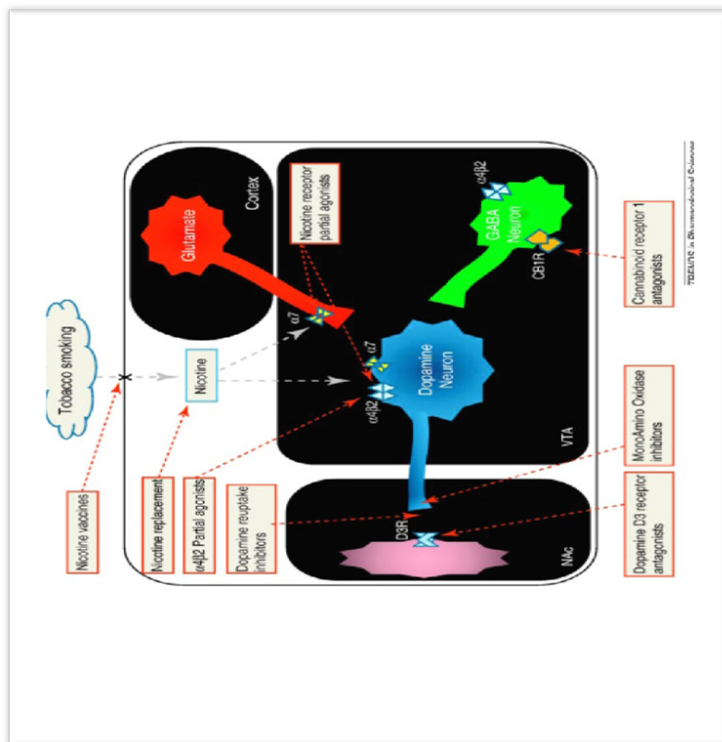 Nicotine vaccines
Tobacco smoking
Nicotine replacement
Nicotine
α4β2 Partial agonists
Dopamine reuptake
inhibitors
Cortex
Glutamate
Nicotine receptor
partial agonists
α7
α4β2
α7
Dopamine
Neuron
D3R
α4β2
GABA
Neuron
CB1R
NAc
VTA
Dopamine D3 receptor
antagonists
MonoAmino Oxidase
inhibitors
Cannabinoid receptor 1
antagonists
TRENDS in Pharmacological Sciences